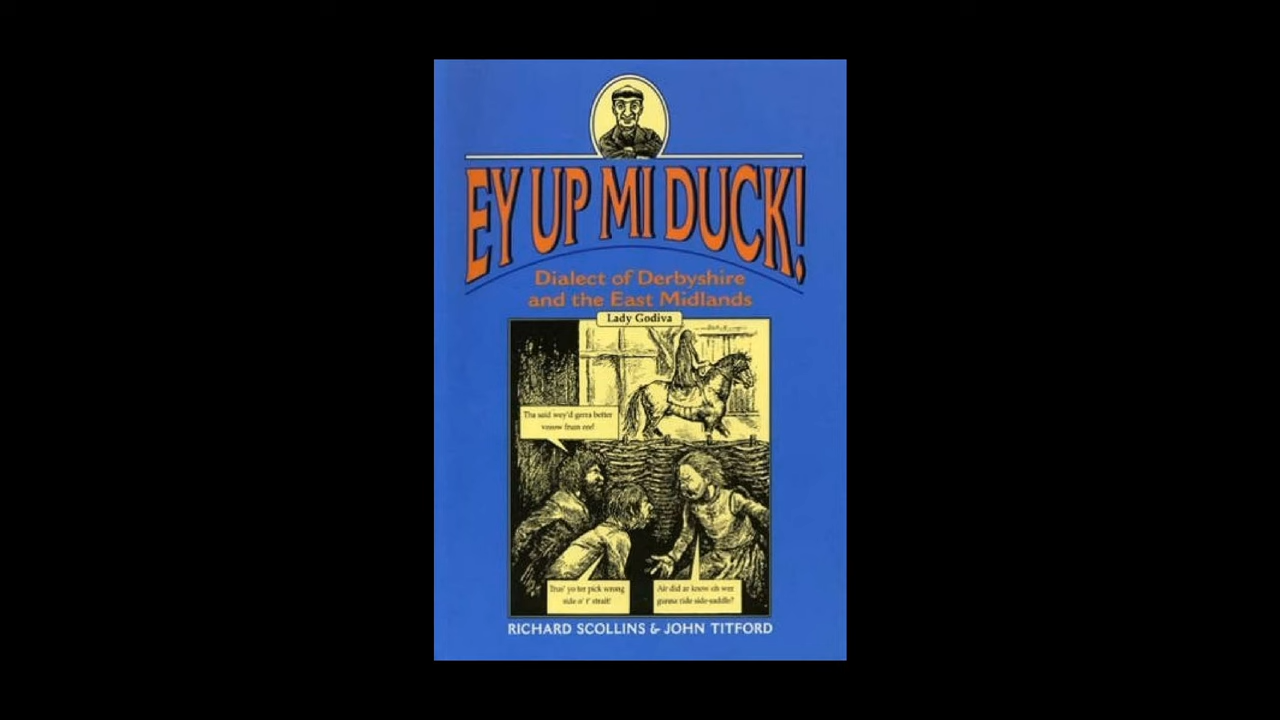 EY UP MI DUCK!
Dialect of Derbyshire
and the East Midlands
Lady Godiva
Tha said wey'd gerra better
veeow frum ere!
Trus' yo ter pick wrong
side o' t' strait!
Air did ar know sh wer
gunna ride side-saddle?
RICHARD SCOLLINS & JOHN TITFORD